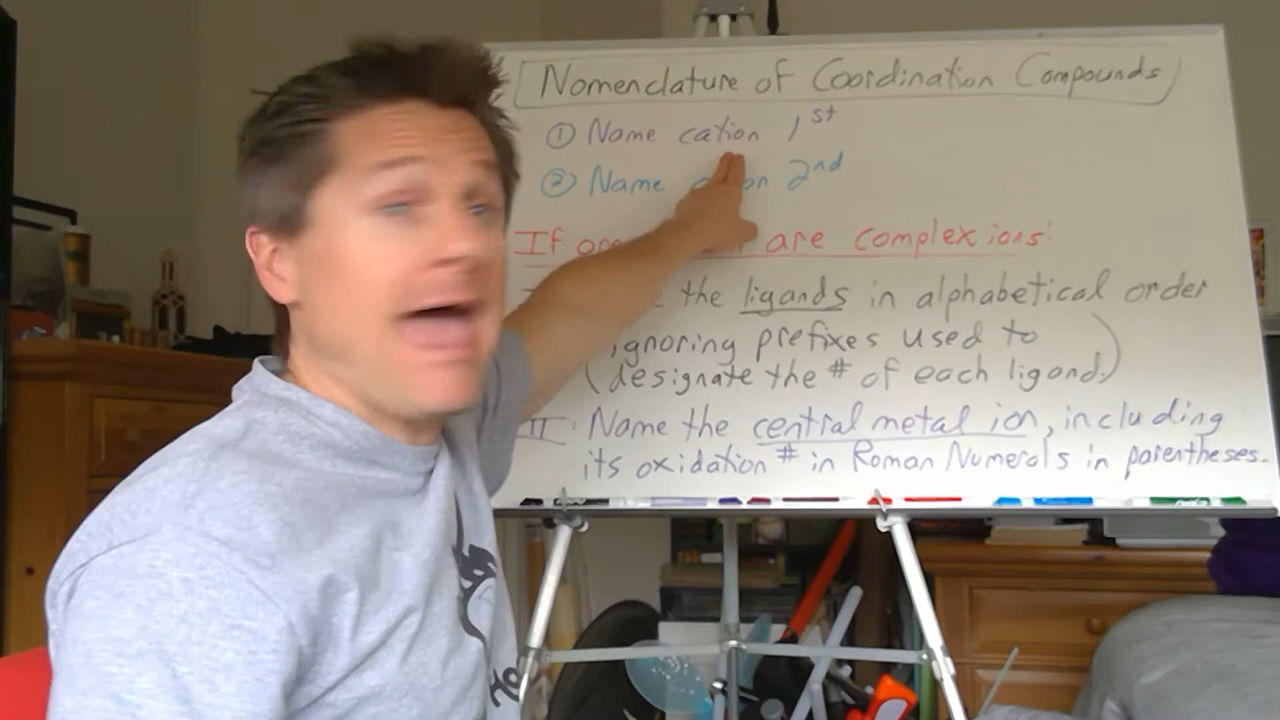 Nomenclature of Coordination Compounds
① Name cation 1st
② Name 2nd
If are complex ions:
the ligands in alphabetical order
(ignoring prefixes used to
designate the # of each ligand.)
II. Name the central metal ion, including
its oxidation # in Roman Numerals in parentheses.